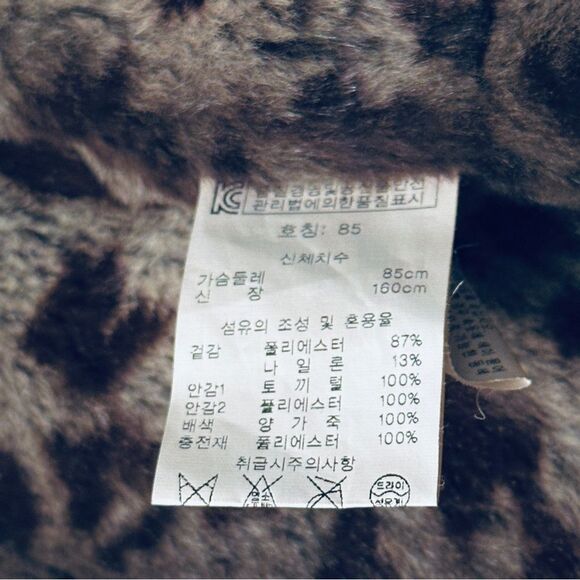 KC
관리법에의한품질표시
호칭: 85
신체치수
가슴둘레 85cm
신 장 160cm
섬유의 조성 및 혼용율
겉감 폴리에스터 87%
나 일 론 13%
안감1 토 끼 털 100%
안감2 폴리에스터 100%
배색 양 가 죽 100%
충전재 폴리에스터 100%
취급시주의사항
드라이